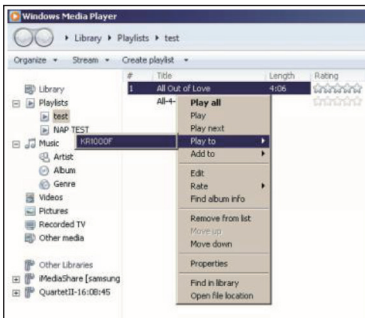 Windows Media Player
Library ▸ Playlists ▸ test
Organize Stream Create playlist
# Title Length Rating
1 All Out of Love 4:06
All-4-
Library
Playlists
test
NAP TEST
Music
Artist
Album
Genre
Videos
Pictures
Recorded TV
Other media
Other Libraries
iMediaShare [samsung
QuartetII-16:08:45
KR1000F
Play all
Play
Play next
Play to
Add to
Edit
Rate
Find album info
Remove from list
Move up
Move down
Properties
Find in library
Open file location